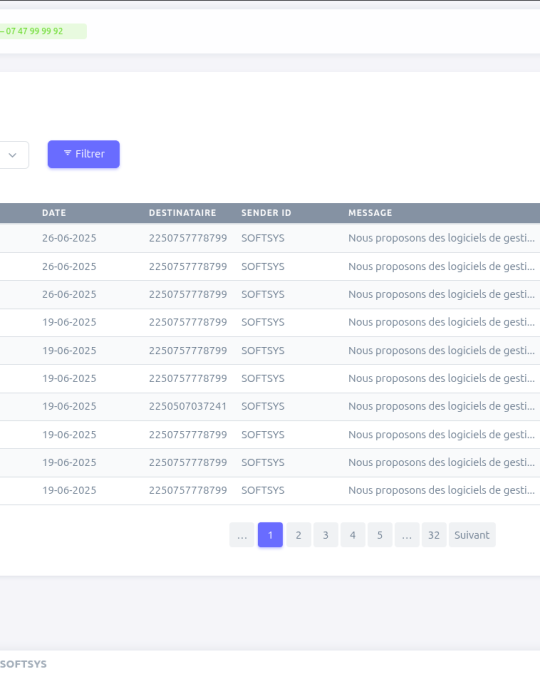 – 07 47 99 99 92
Filtrer
DATE DESTINATAIRE SENDER ID MESSAGE
26-06-2025 2250757778799 SOFTSYS Nous proposons des logiciels de gesti...
26-06-2025 2250757778799 SOFTSYS Nous proposons des logiciels de gesti...
26-06-2025 2250757778799 SOFTSYS Nous proposons des logiciels de gesti...
19-06-2025 2250757778799 SOFTSYS Nous proposons des logiciels de gesti...
19-06-2025 2250757778799 SOFTSYS Nous proposons des logiciels de gesti...
19-06-2025 2250757778799 SOFTSYS Nous proposons des logiciels de gesti...
19-06-2025 2250507037241 SOFTSYS Nous proposons des logiciels de gesti...
19-06-2025 2250757778799 SOFTSYS Nous proposons des logiciels de gesti...
19-06-2025 2250757778799 SOFTSYS Nous proposons des logiciels de gesti...
19-06-2025 2250757778799 SOFTSYS Nous proposons des logiciels de gesti...
... 1 2 3 4 5 ... 32 Suivant
SOFTSYS